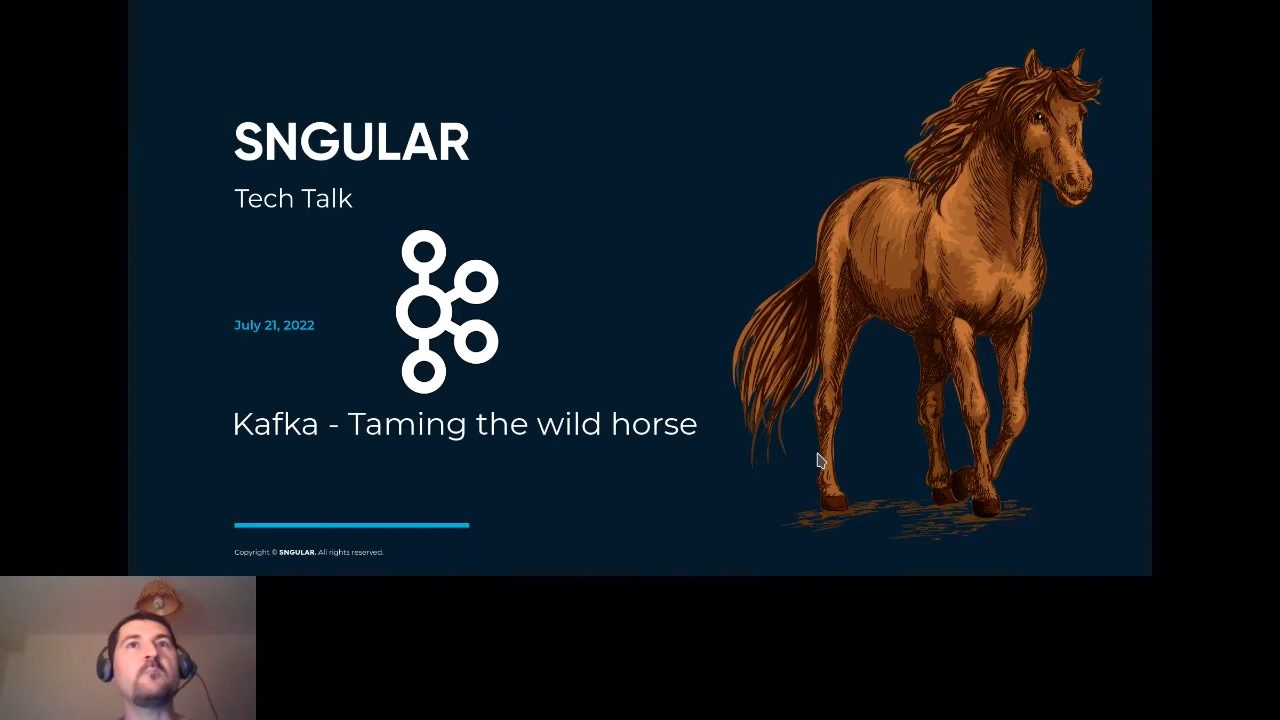 SNGULAR
Tech Talk
July 21, 2022
Kafka - Taming the wild horse
Copyright © SNGULAR. All rights reserved.